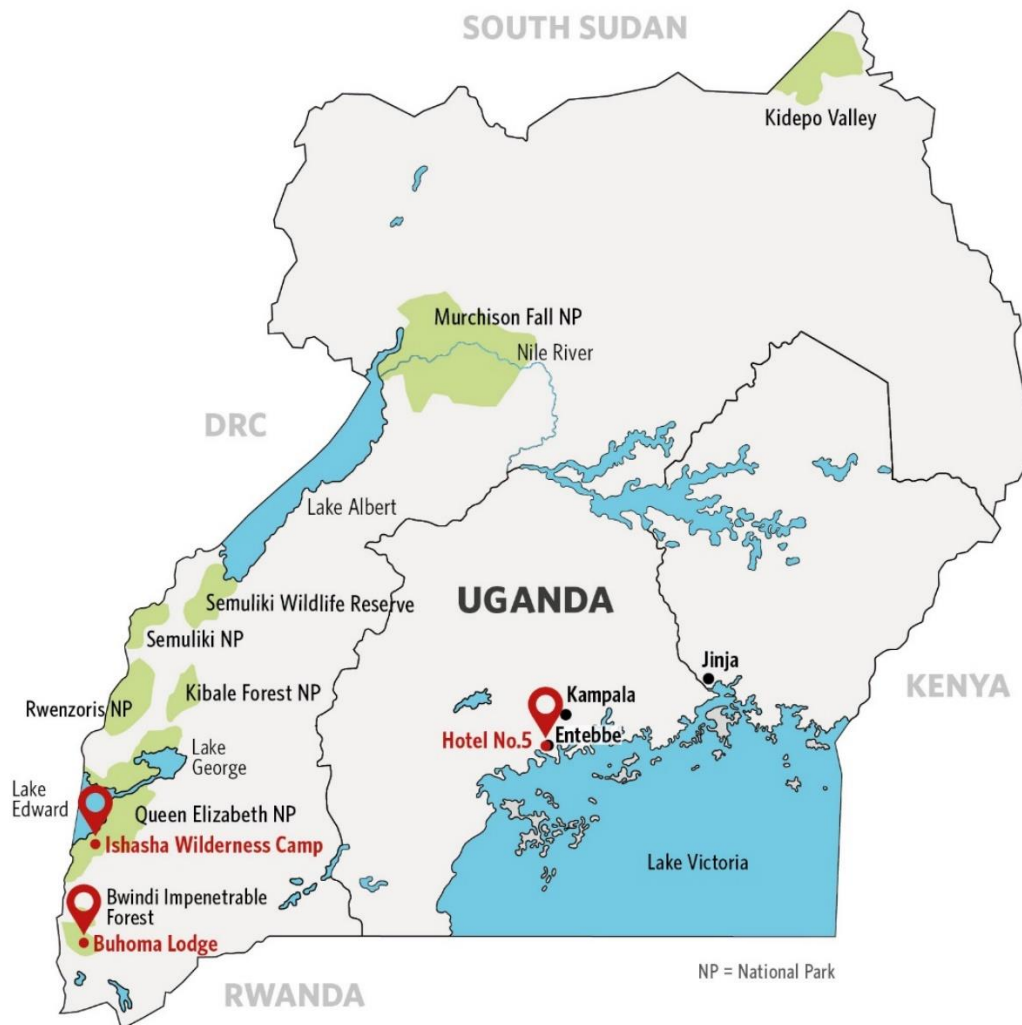 SOUTH SUDAN
Kidepo Valley
Murchison Fall NP
Nile River
DRC
Lake Albert
UGANDA
Semuliki Wildlife Reserve
Semuliki NP
Jinja
KENYA
Rwenzoris NP
Kibale Forest NP
Kampala
Hotel No.5
Entebbe
Lake
George
Lake
Edward
Queen Elizabeth NP
Ishasha Wilderness Camp
Lake Victoria
Bwindi Impenetrable
Forest
Buhoma Lodge
NP = National Park
RWANDA